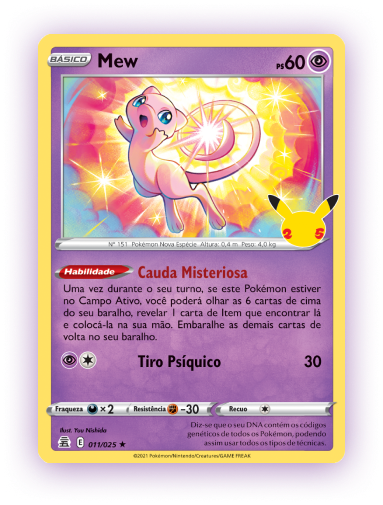 BÁSICO Mew PS60
25
Nº 151 Pokémon Nova Espécie Altura: 0,4 m Peso: 4,0 kg
Habilidade Cauda Misteriosa
Uma vez durante o seu turno, se este Pokémon estiver
no Campo Ativo, você poderá olhar as 6 cartas de cima
do seu baralho, revelar 1 carta de Item que encontrar lá
e colocá-la na sua mão. Embaralhe as demais cartas de
volta no seu baralho.
Tiro Psíquico 30
Fraqueza ×2 Resistência -30 Recuo
Ilust. Yuu Nishida
011/025
Diz-se que o seu DNA contém os códigos
genéticos de todos os Pokémon, podendo
assim usar todos os tipos de técnicas.
©2021 Pokémon/Nintendo/Creatures/GAME FREAK